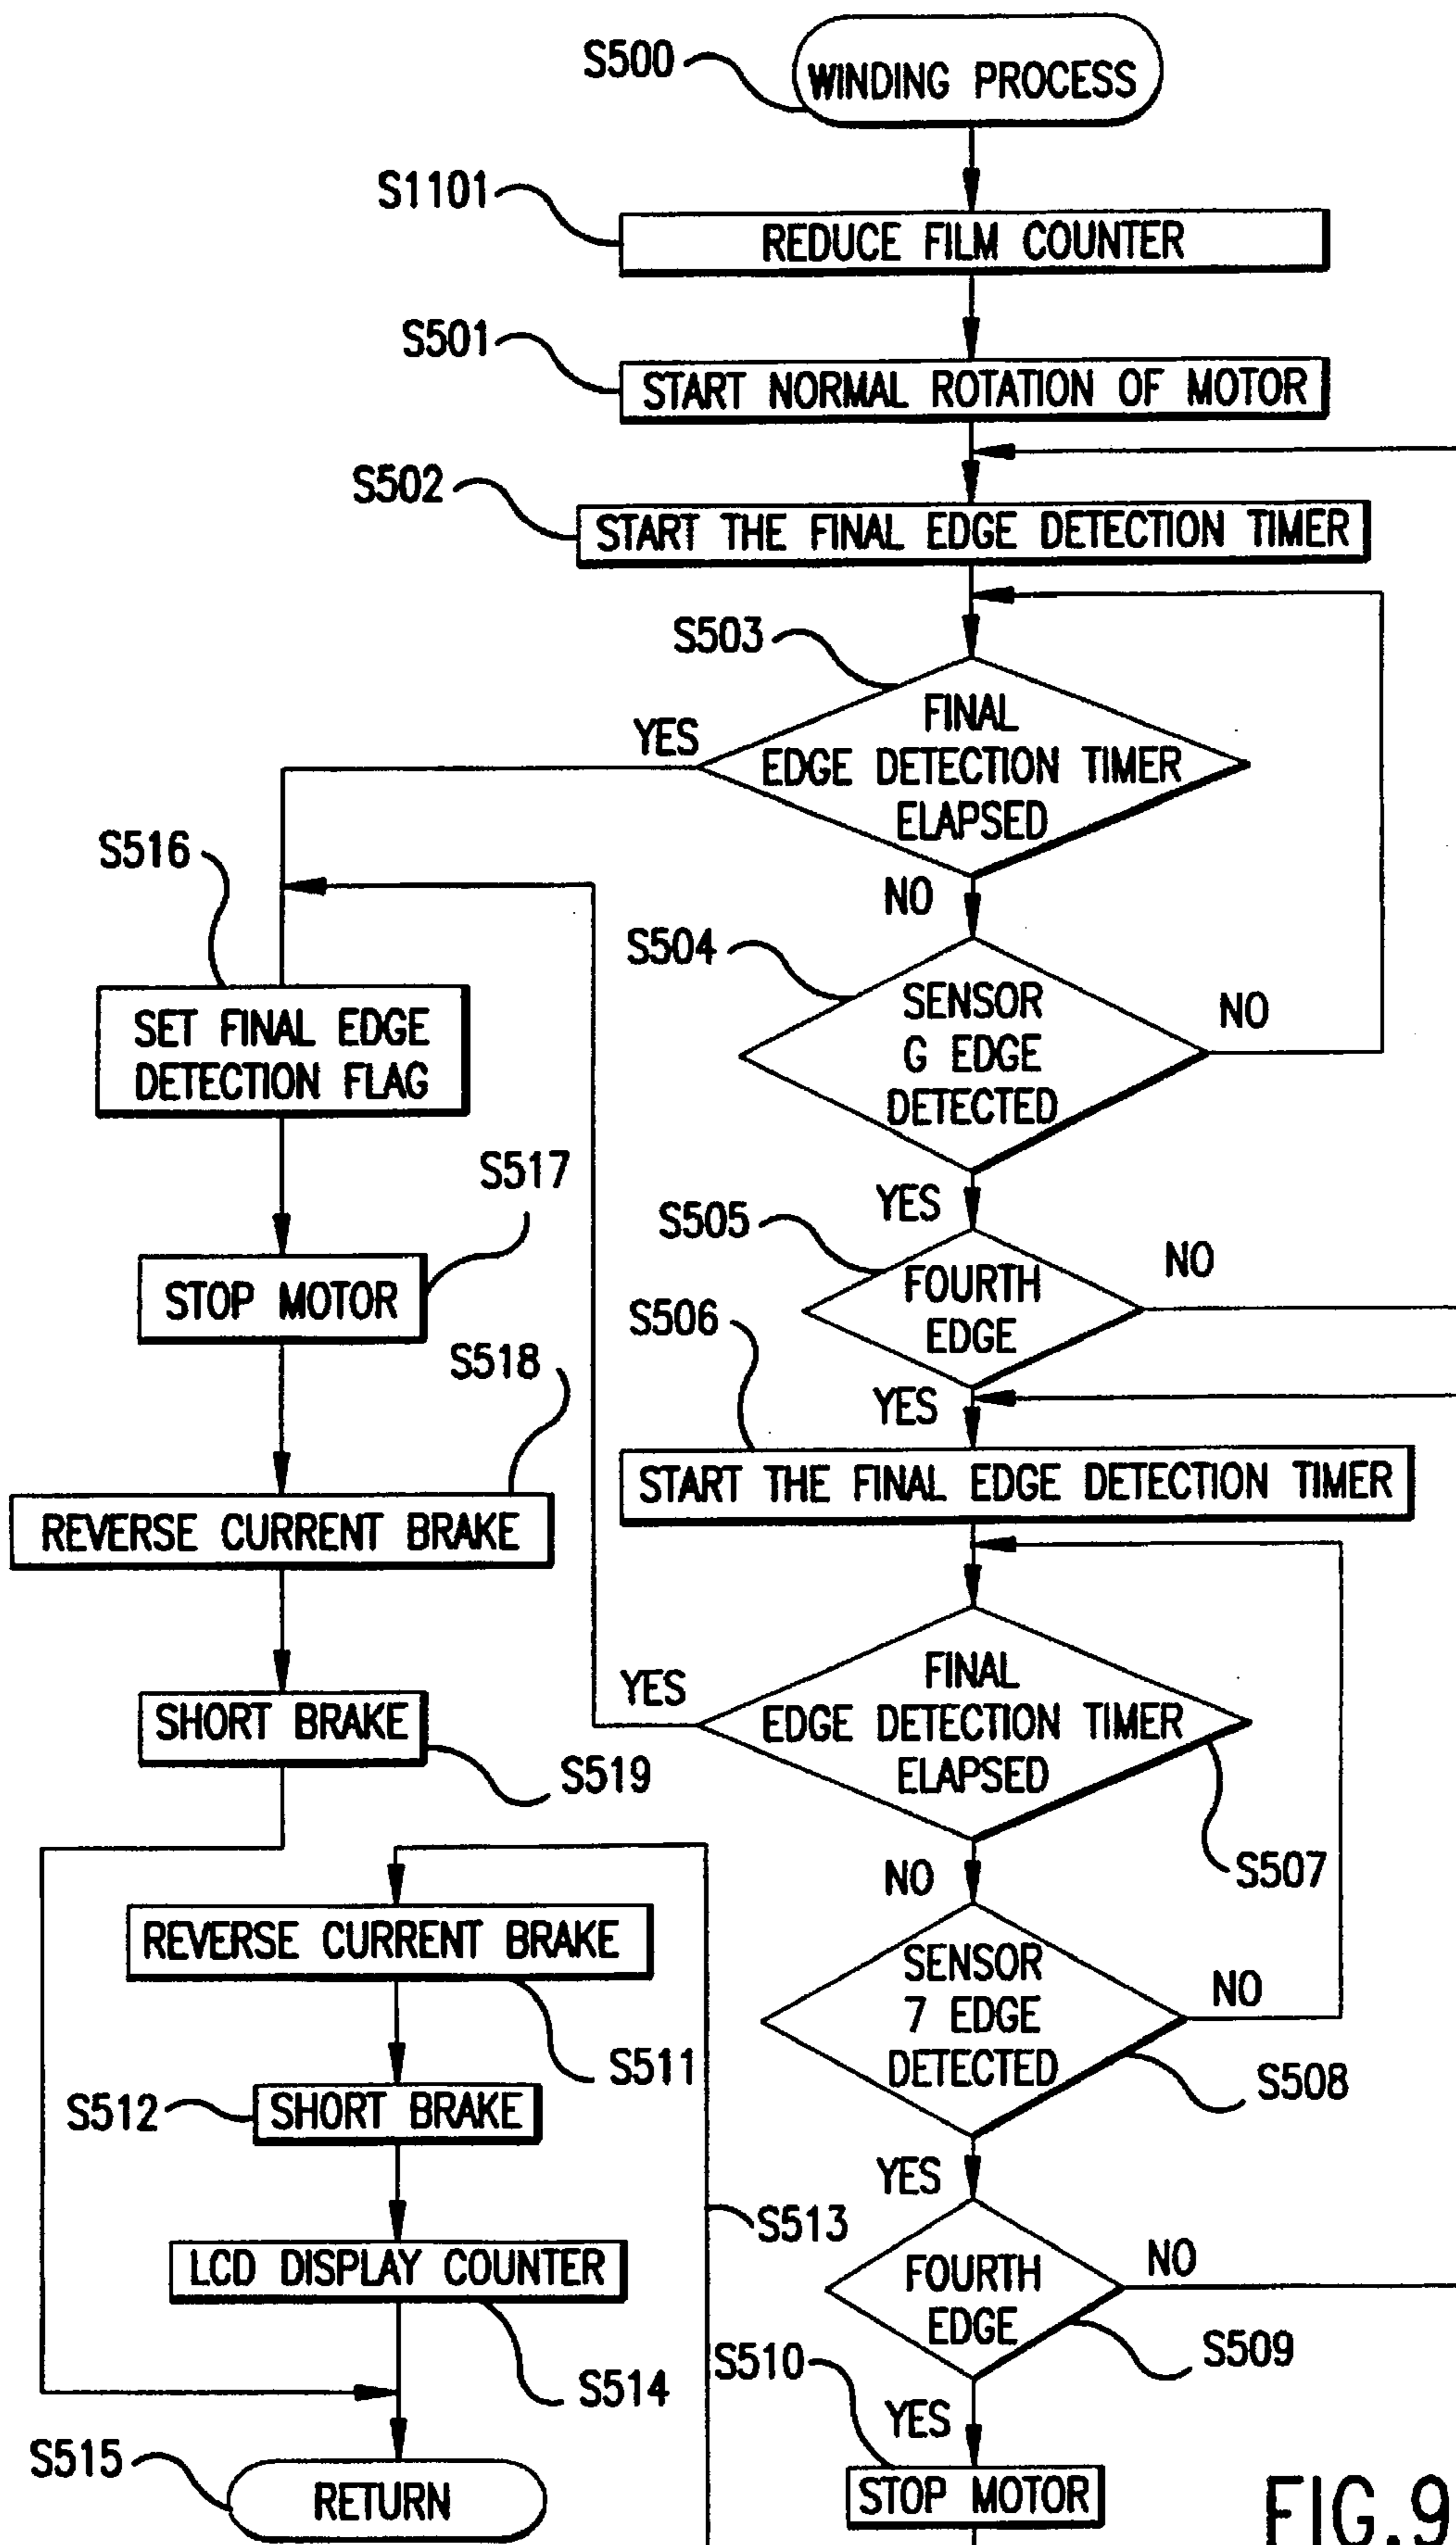 S500
WINDING PROCESS
S1101
REDUCE FILM COUNTER
S501
START NORMAL ROTATION OF MOTOR
S502
START THE FINAL EDGE DETECTION TIMER
S503
FINAL
EDGE DETECTION TIMER
ELAPSED
YES
NO
S504
SENSOR
G EDGE
DETECTED
NO
YES
S505
FOURTH
EDGE
NO
YES
S506
START THE FINAL EDGE DETECTION TIMER
FINAL
EDGE DETECTION TIMER
ELAPSED
YES
S507
NO
SENSOR
7 EDGE
DETECTED
NO
S508
YES
FOURTH
EDGE
NO
S509
YES
S510
STOP MOTOR
S516
SET FINAL EDGE
DETECTION FLAG
S517
STOP MOTOR
S518
REVERSE CURRENT BRAKE
SHORT BRAKE
S519
REVERSE CURRENT BRAKE
S511
S512
SHORT BRAKE
S513
LCD DISPLAY COUNTER
S514
S515
RETURN
FIG.9